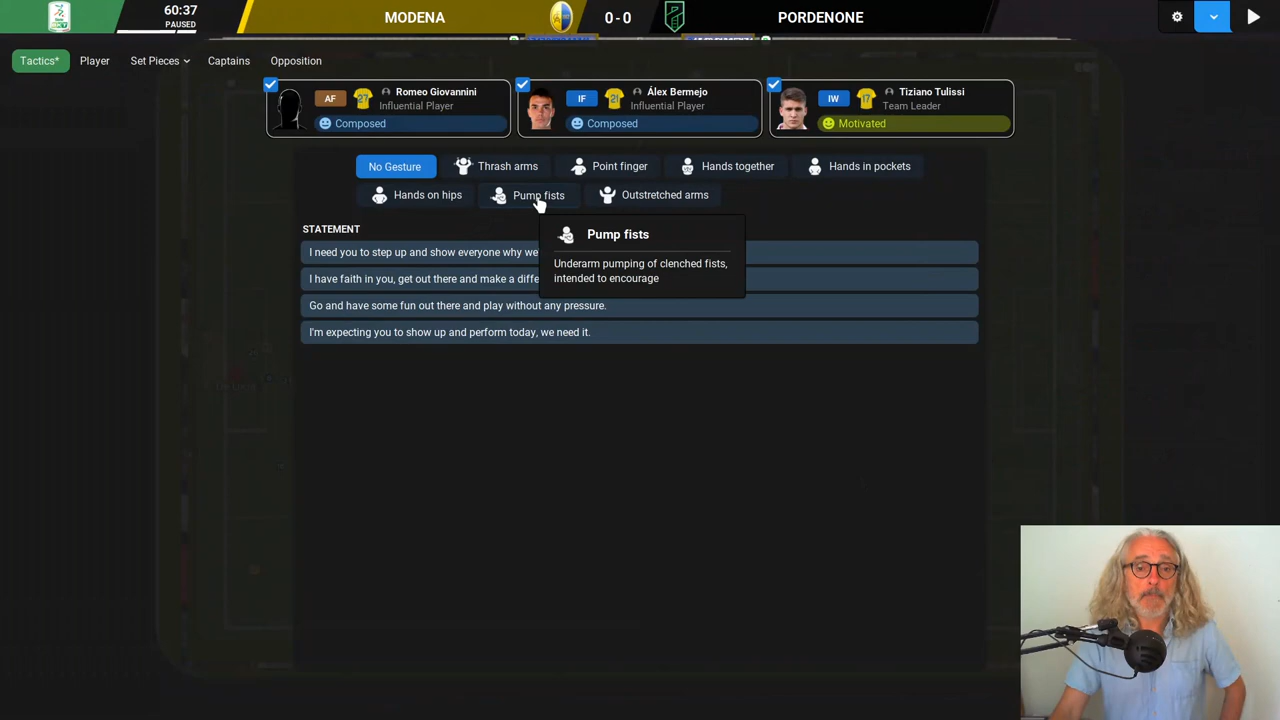 60:37
PAUSED
MODENA
0-0
PORDENONE
Tactics*
Player
Set Pieces
Captains
Opposition
AF
27
Romeo Giovannini
Influential Player
Composed
IF
21
Álex Bermejo
Influential Player
Composed
IW
17
Tiziano Tulissi
Team Leader
Motivated
No Gesture
Thrash arms
Point finger
Hands together
Hands in pockets
Hands on hips
Pump fists
Outstretched arms
Pump fists
Underarm pumping of clenched fists,
intended to encourage
STATEMENT
I need you to step up and show everyone why we
I have faith in you, get out there and make a diffe
Go and have some fun out there and play without any pressure.
I'm expecting you to show up and perform today, we need it.